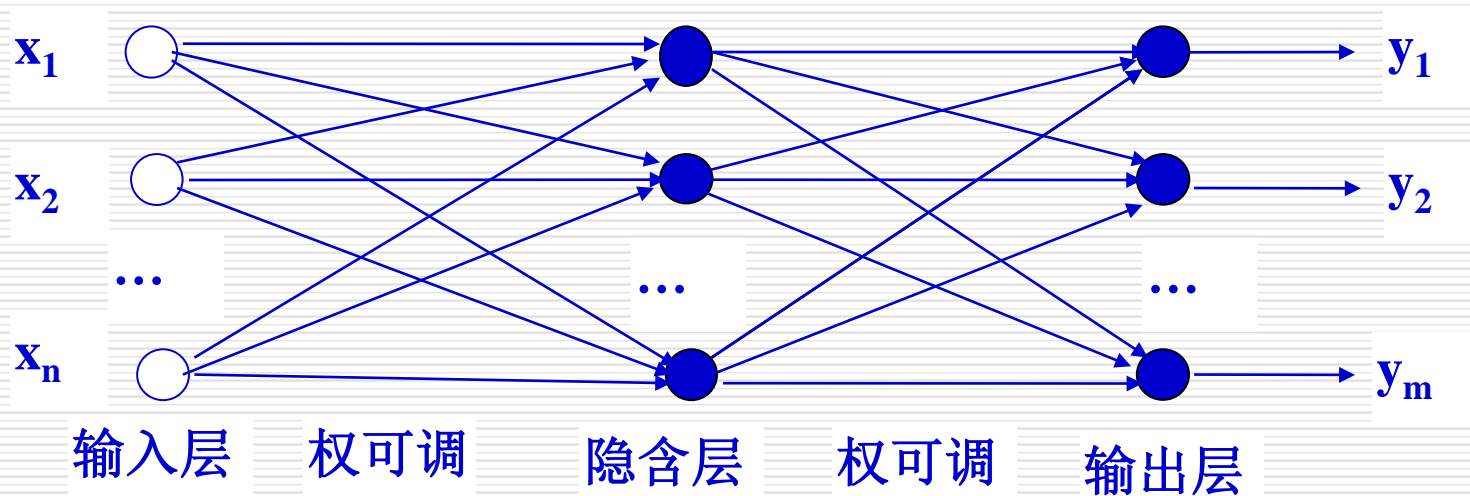 x1 y1
x2 y2
... ... ...
xn ym
输入层 权可调 隐含层 权可调 输出层